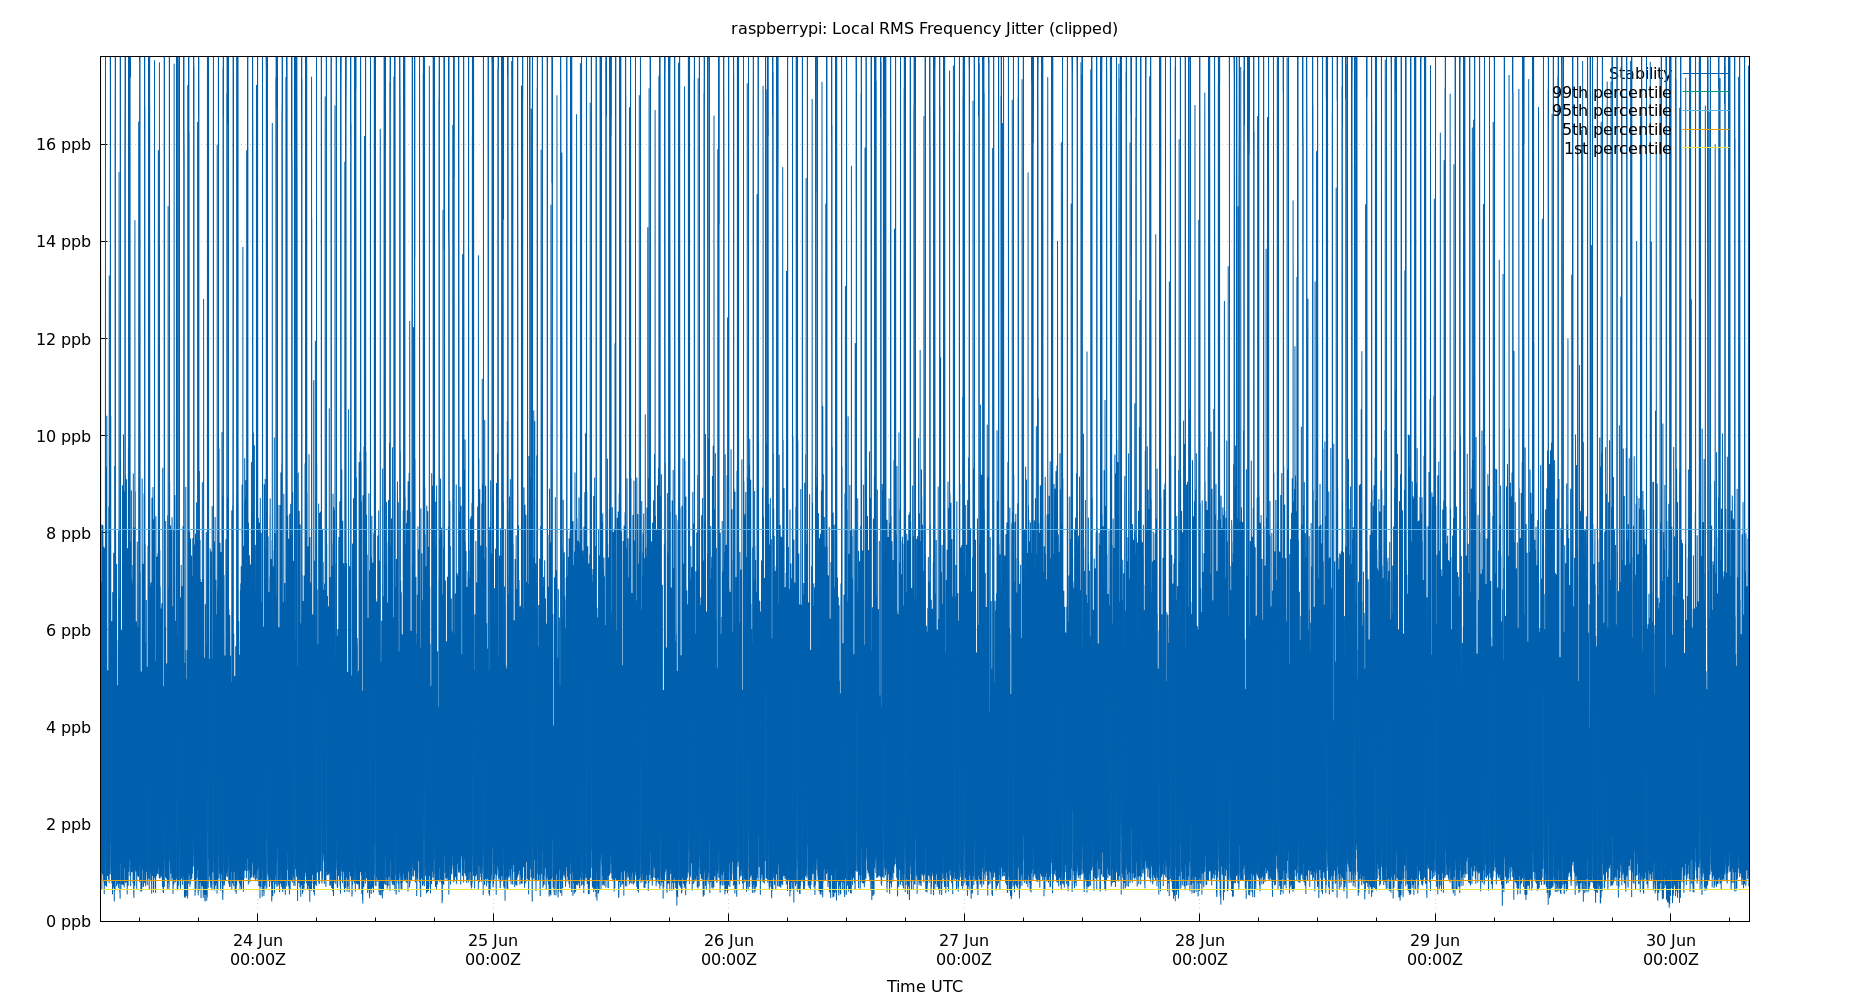 raspberrypi: Local RMS Frequency Jitter (clipped)
Stability
99th percentile
95th percentile
5th percentile
1st percentile
16 ppb
14 ppb
12 ppb
10 ppb
8 ppb
6 ppb
4 ppb
2 ppb
0 ppb
24 Jun 25 Jun 26 Jun 27 Jun 28 Jun 29 Jun 30 Jun
00:00Z 00:00Z 00:00Z 00:00Z 00:00Z 00:00Z 00:00Z
Time UTC